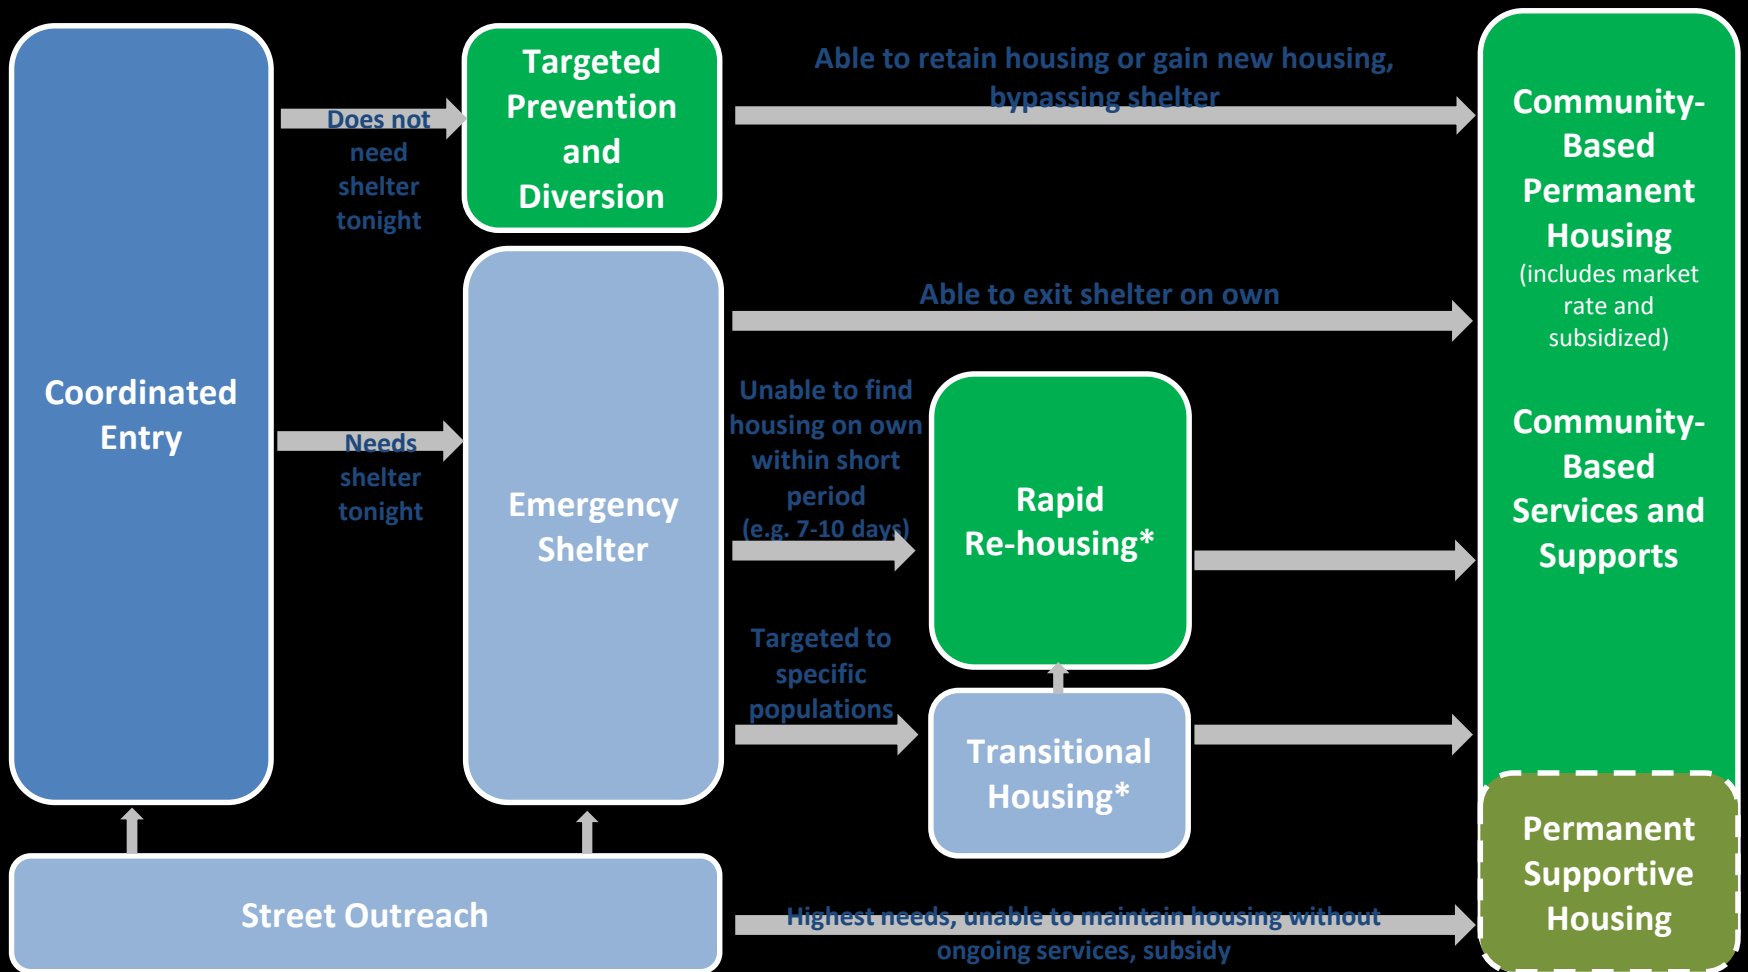 Coordinated
Entry
Does not
need
shelter
tonight
Needs
shelter
tonight
Targeted
Prevention
and
Diversion
Emergency
Shelter
Able to retain housing or gain new housing,
bypassing shelter
Able to exit shelter on own
Unable to find
housing on own
within short
period
(e.g. 7-10 days)
Targeted to
specific
populations
Rapid
Re-housing*
Transitional
Housing*
Community-
Based
Permanent
Housing
(includes market
rate and
subsidized)
Community-
Based
Services and
Supports
Permanent
Supportive
Housing
Street Outreach
Highest needs, unable to maintain housing without
ongoing services, subsidy